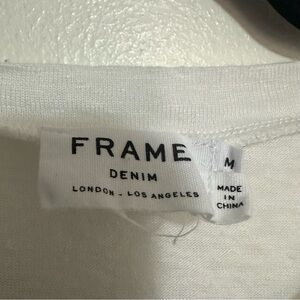 FRAME
DENIM
LONDON - LOS ANGELES
M
MADE
IN
CHINA